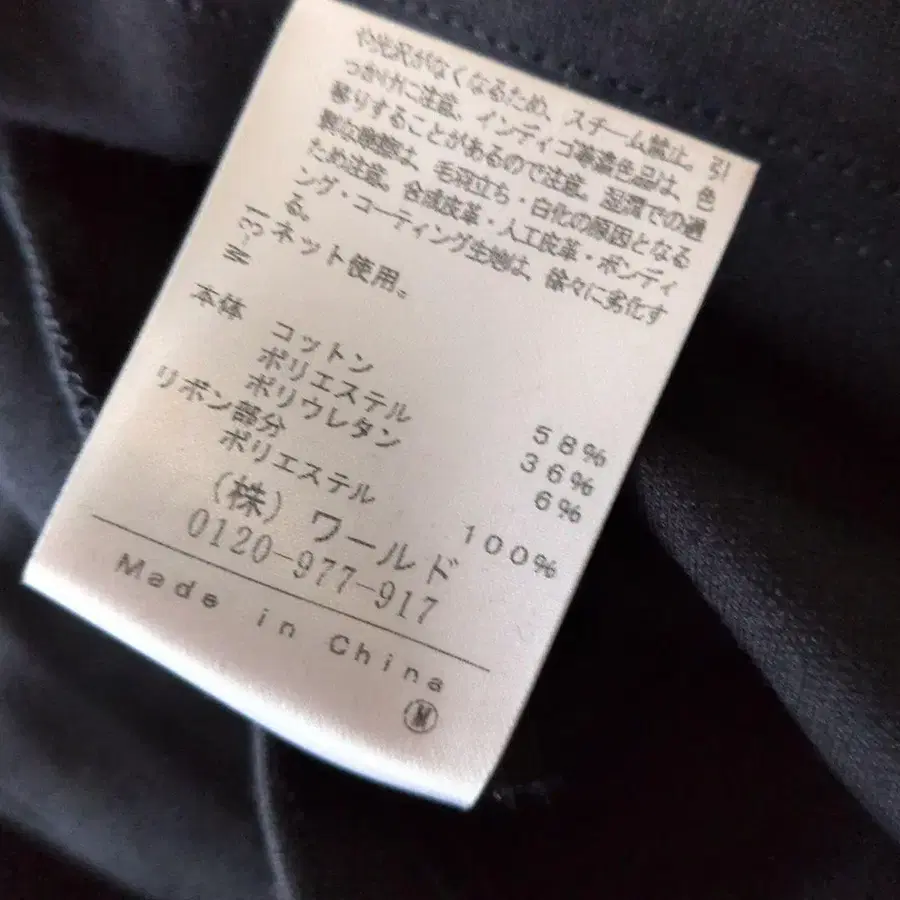 や光沢がなくなるため、スチーム禁止。引
つかけに注意。インディゴ等濃色品は、色
移りすることがあるので注意。湿潤での過
剰な摩擦は、毛羽立ち・白化の原因となる
ため注意。合成皮革・人工皮革・ボンディ
ング・コーティング生地は、徐々に劣化す
る。
ネット使用。
本体
コットン 58%
ポリエステル 36%
ポリウレタン 6%
リボン部分
ポリエステル 100%
(株) ワールド
0120-977-917
Made in China